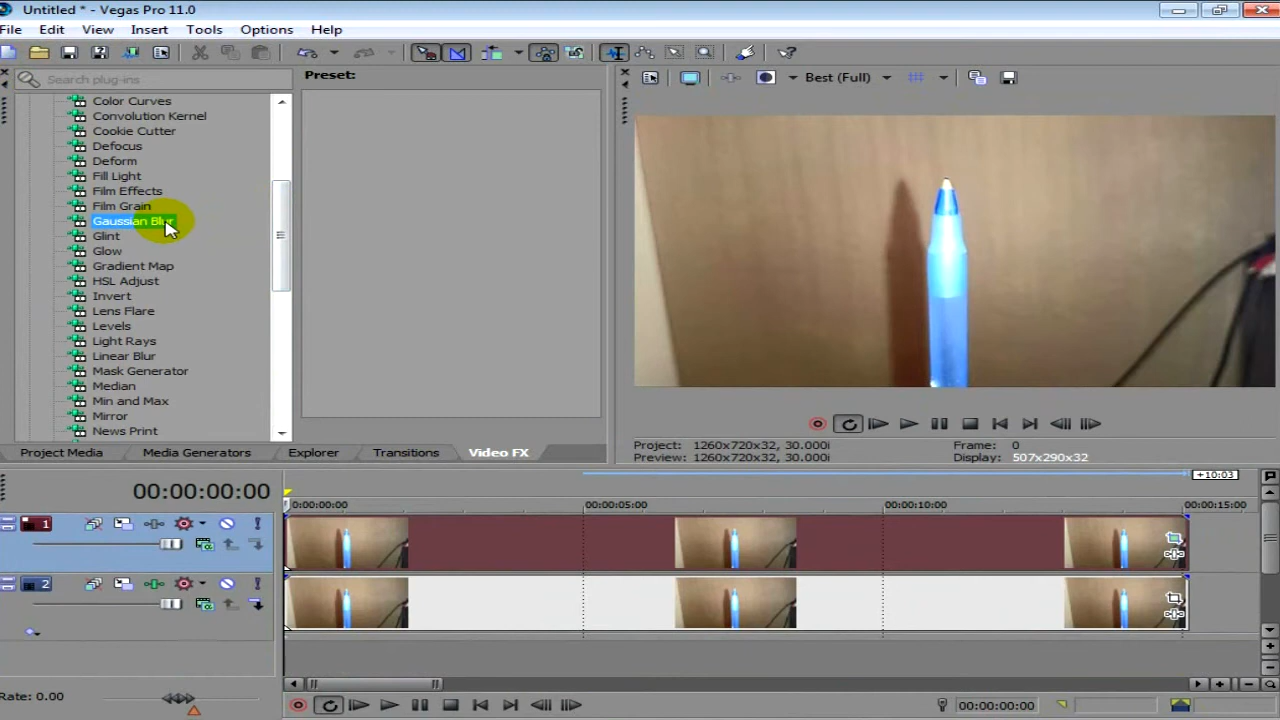 Untitled * - Vegas Pro 11.0
File Edit View Insert Tools Options Help
Search plug-ins
Preset:
Best (Full)
Color Curves
Convolution Kernel
Cookie Cutter
Defocus
Deform
Fill Light
Film Effects
Film Grain
Gaussian Blur
Glint
Glow
Gradient Map
HSL Adjust
Invert
Lens Flare
Levels
Light Rays
Linear Blur
Mask Generator
Median
Min and Max
Mirror
News Print
Project Media Media Generators Explorer Transitions Video FX
Project: 1260x720x32, 30.000i Frame: 0
Preview: 1260x720x32, 30.000i Display: 507x290x32
+10:03
00:00:00:00
0:00:00:00 00:00:05:00 00:00:10:00 00:00:15:00
1
2
Rate: 0.00
00:00:00:00